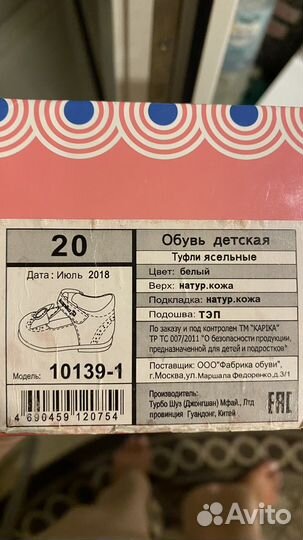 20
Дата: Июль 2018
Модель: 10139-1
4 690459 120754
Обувь детская
Туфли ясельные
Цвет: белый
Верх: натур.кожа
Подкладка: натур.кожа
Подошва: ТЭП
По заказу и под контролем ТМ "KAPIKA"
ТР ТС 007/2011 "О безопасности продукции,
предназначенной для детей и подростков"
Поставщик: ООО"Фабрика обуви",
г.Москва,ул.Маршала Федоренко,д.3/1
Производитель:
Турбо Шуз (Джонгшан) Мфай., Лтд
провинция Гуандонг, Китай
EAC
Avito